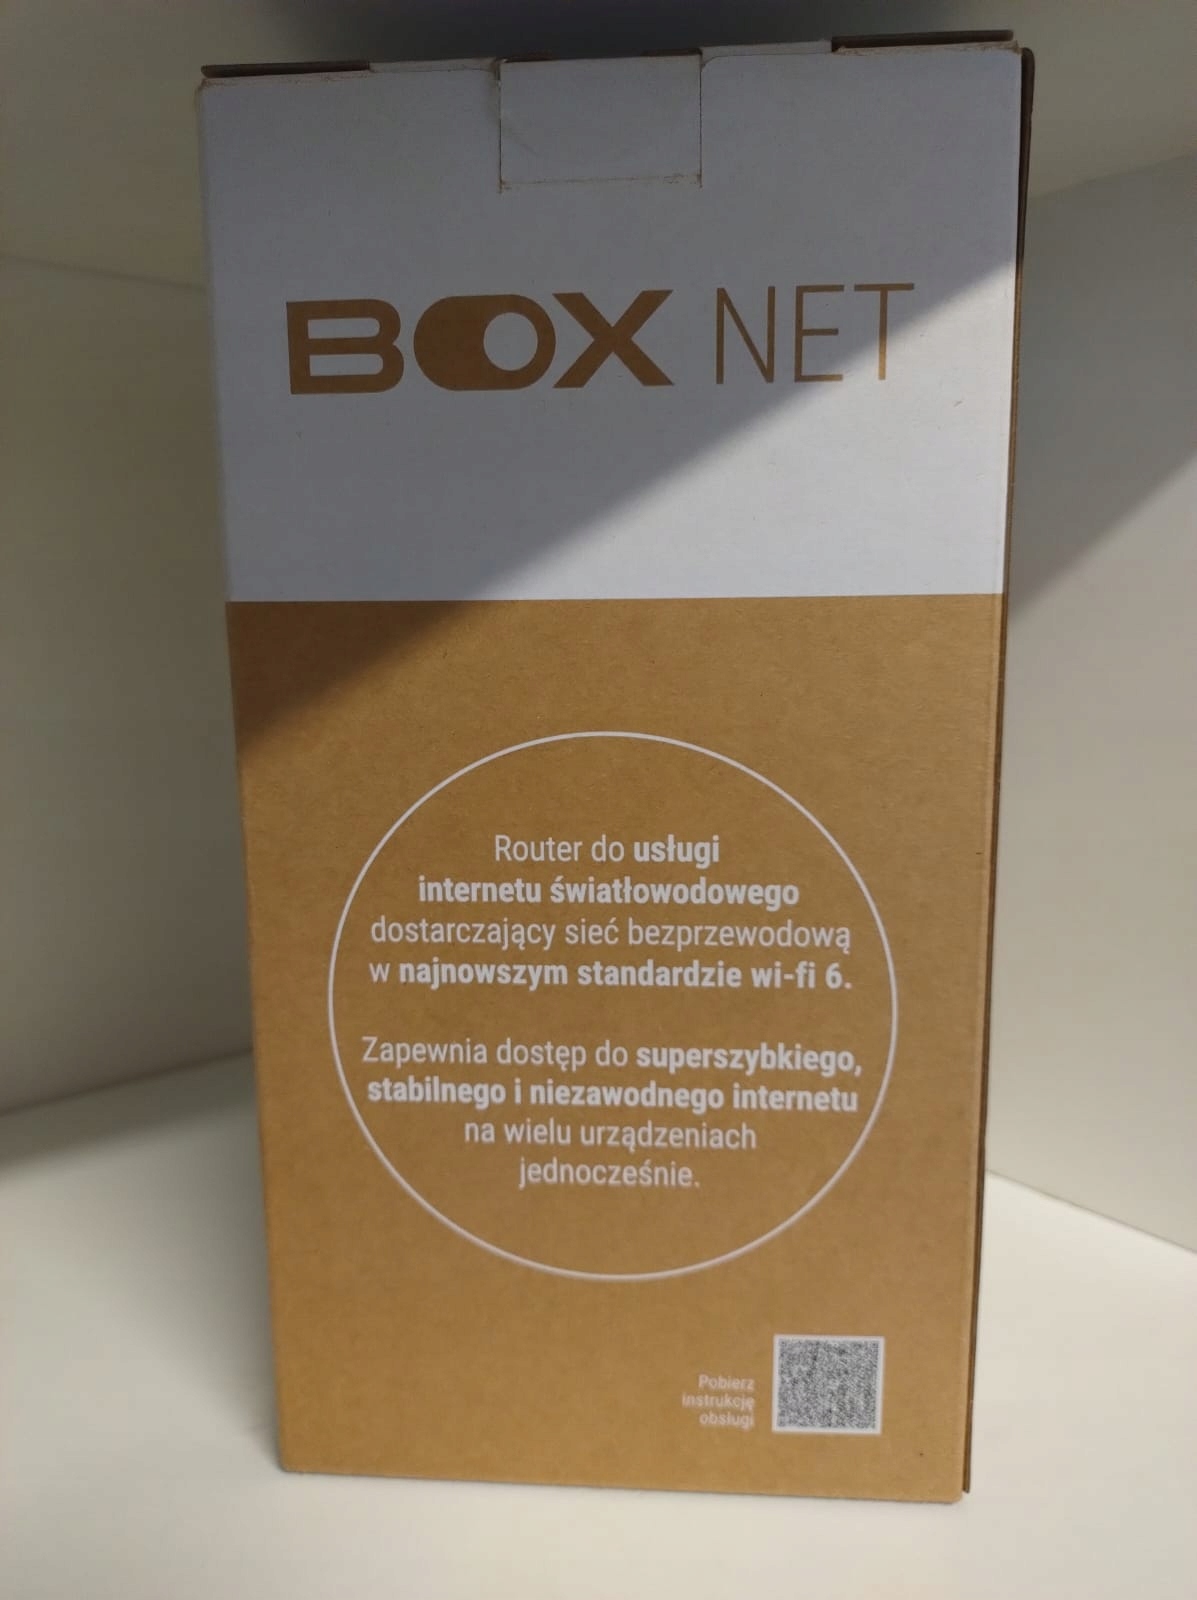 BOX NET
Router do usługi
internetu światłowodowego
dostarczający sieć bezprzewodową
w najnowszym standardzie wi-fi 6.
Zapewnia dostęp do superszybkiego,
stabilnego i niezawodnego internetu
na wielu urządzeniach
jednocześnie.
Pobierz
instrukcję
obsługi